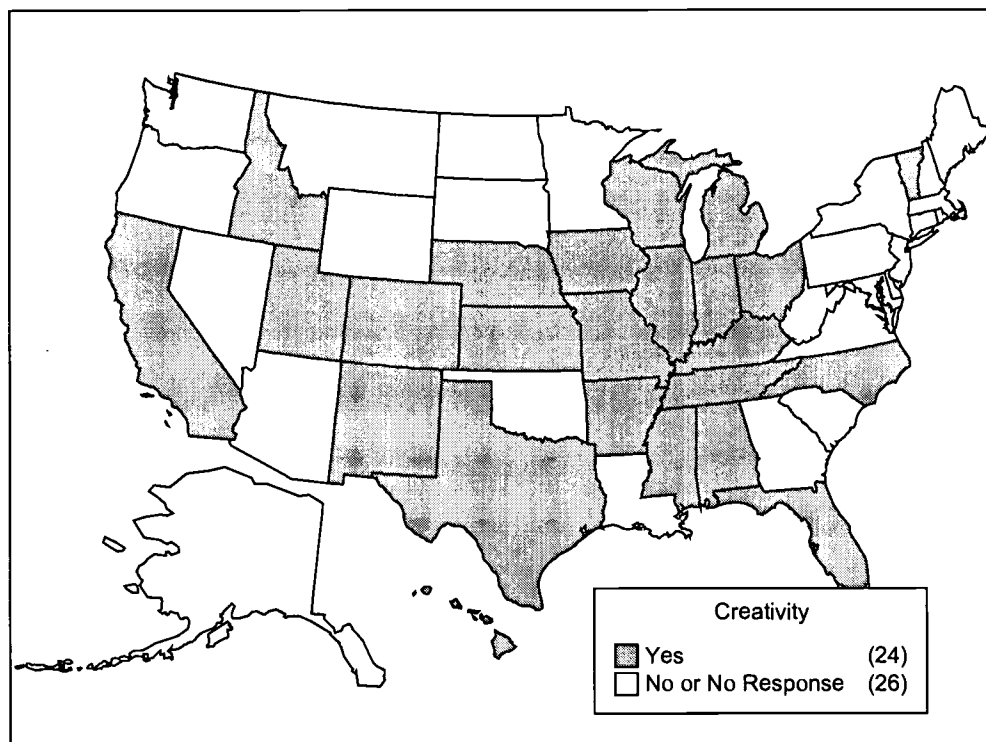 Creativity
Yes (24)
No or No Response (26)